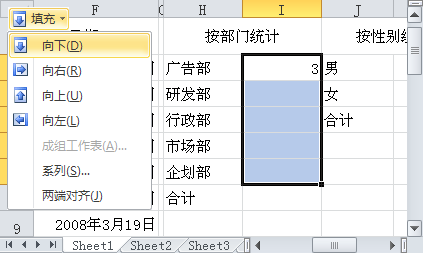 填充
F H I J
向下(D)
向右(R)
向上(U)
向左(L)
成组工作表(A)...
系列(S)...
两端对齐(J)
按部门统计
按性别
广告部 3 男
研发部 女
行政部 合计
市场部
企划部
合计
9 2008年3月19日
Sheet1 Sheet2 Sheet3